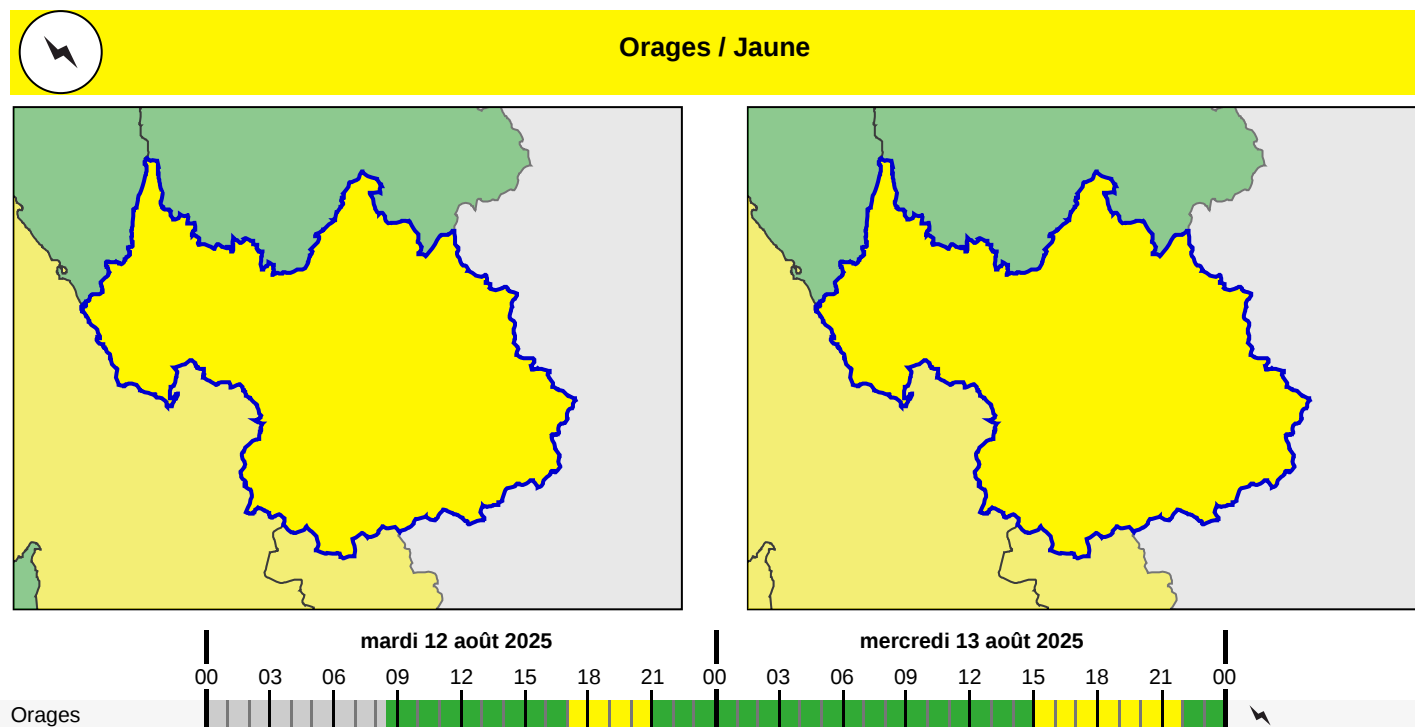 Orages / Jaune
mardi 12 août 2025 mercredi 13 août 2025
00 03 06 09 12 15 18 21 00 03 06 09 12 15 18 21 00
Orages